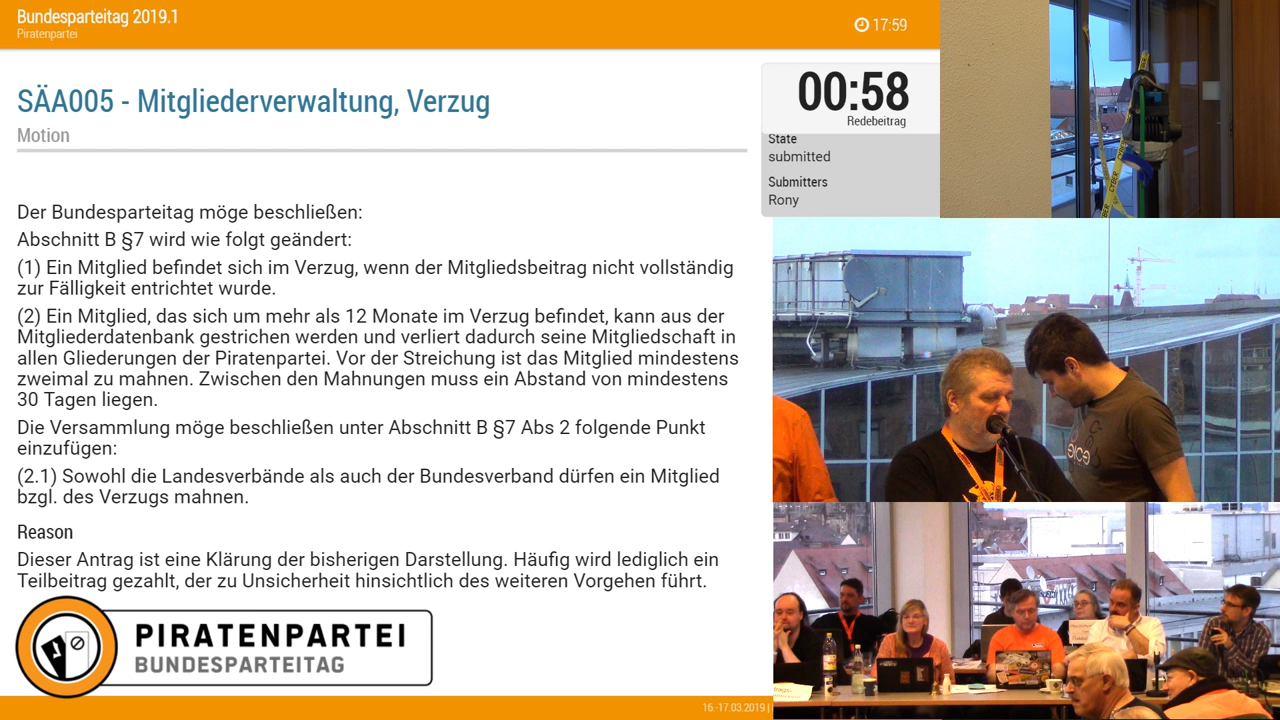 Bundesparteitag 2019.1
Piratenpartei
17:59
SÄA005 - Mitgliederverwaltung, Verzug
Motion
00:58
Redebeitrag
State
submitted
Submitters
Rony
Der Bundesparteitag möge beschließen:
Abschnitt B §7 wird wie folgt geändert:
(1) Ein Mitglied befindet sich im Verzug, wenn der Mitgliedsbeitrag nicht vollständig
zur Fälligkeit entrichtet wurde.
(2) Ein Mitglied, das sich um mehr als 12 Monate im Verzug befindet, kann aus der
Mitgliederdatenbank gestrichen werden und verliert dadurch seine Mitgliedschaft in
allen Gliederungen der Piratenpartei. Vor der Streichung ist das Mitglied mindestens
zweimal zu mahnen. Zwischen den Mahnungen muss ein Abstand von mindestens
30 Tagen liegen.
Die Versammlung möge beschließen unter Abschnitt B §7 Abs 2 folgende Punkt
einzufügen:
(2.1) Sowohl die Landesverbände als auch der Bundesverband dürfen ein Mitglied
bzgl. des Verzugs mahnen.
Reason
Dieser Antrag ist eine Klärung der bisherigen Darstellung. Häufig wird lediglich ein
Teilbeitrag gezahlt, der zu Unsicherheit hinsichtlich des weiteren Vorgehen führt.
PIRATENPARTEI
BUNDESPARTEITAG
16.-17.03.2019 |
CYBER